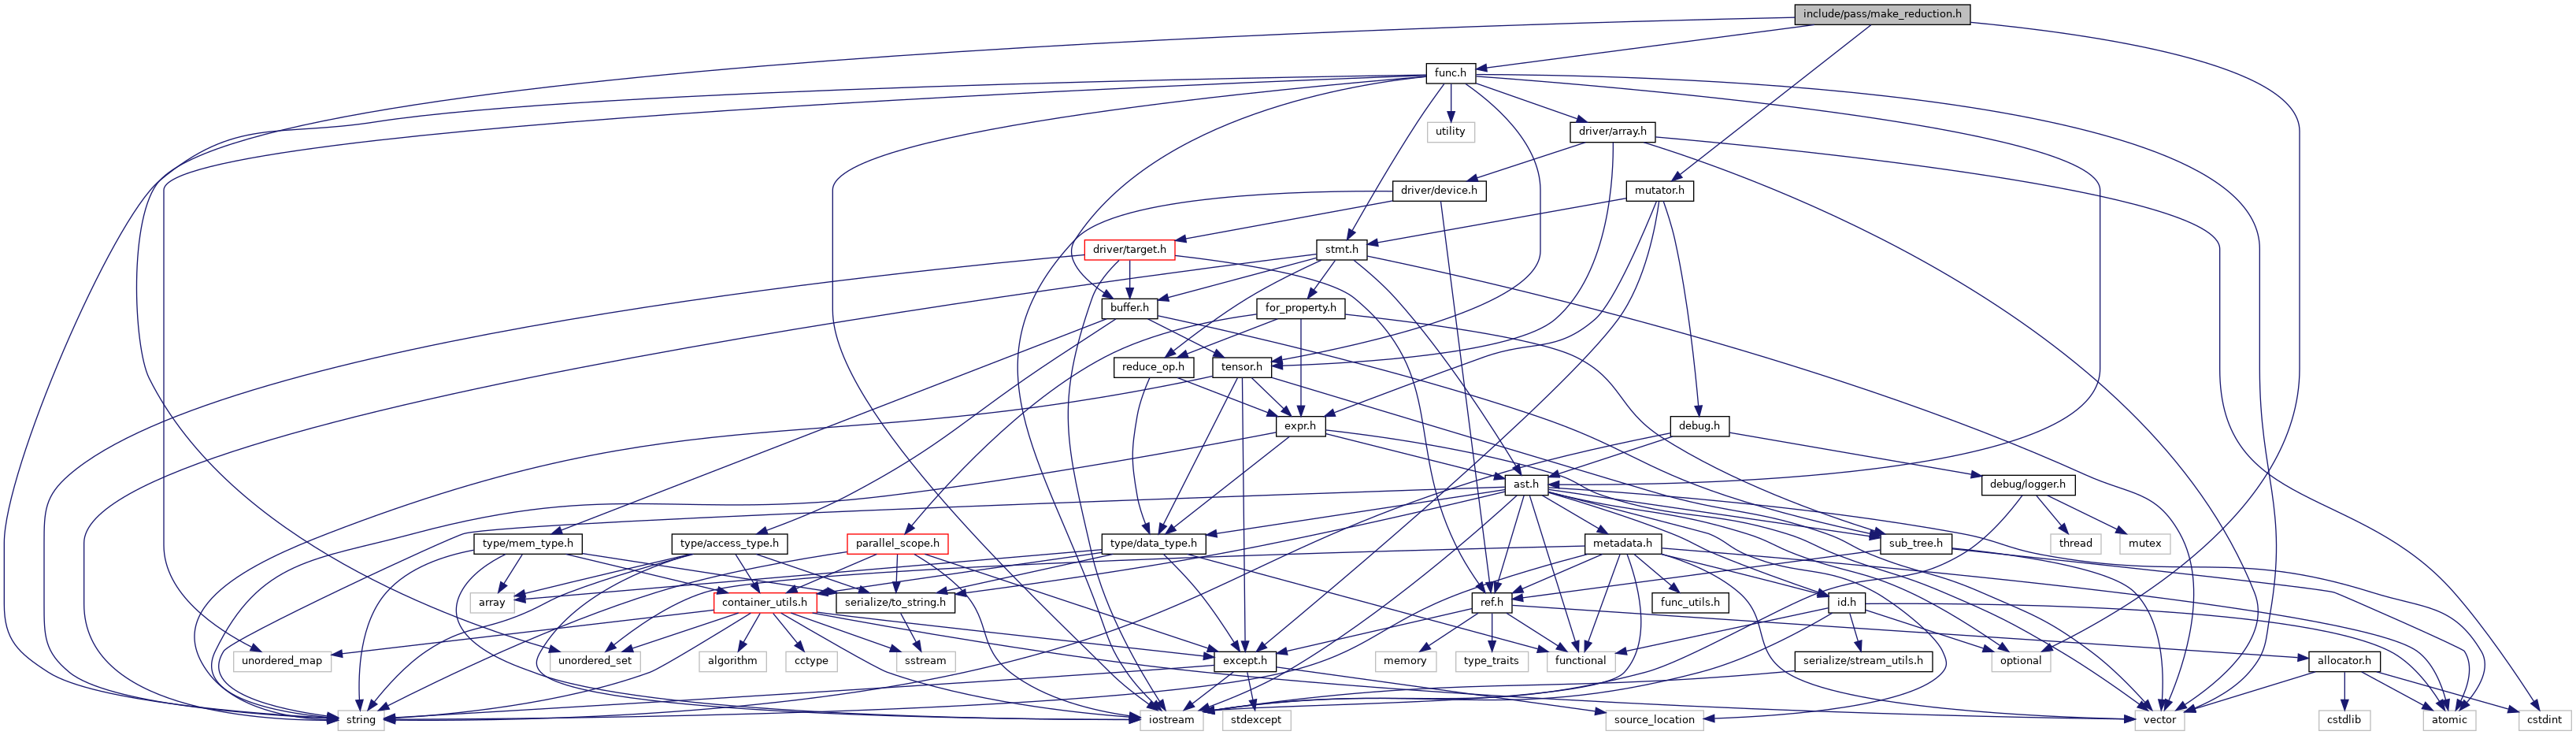 include/pass/make_reduction.h
func.h
utility
driver/array.h
driver/device.h
mutator.h
driver/target.h
stmt.h
buffer.h
for_property.h
reduce_op.h
tensor.h
expr.h
debug.h
ast.h
debug/logger.h
type/mem_type.h
type/access_type.h
parallel_scope.h
type/data_type.h
metadata.h
sub_tree.h
thread
mutex
array
container_utils.h
serialize/to_string.h
ref.h
func_utils.h
id.h
unordered_map
unordered_set
algorithm
cctype
sstream
except.h
memory
type_traits
functional
serialize/stream_utils.h
optional
allocator.h
string
iostream
stdexcept
source_location
vector
cstdlib
atomic
cstdint